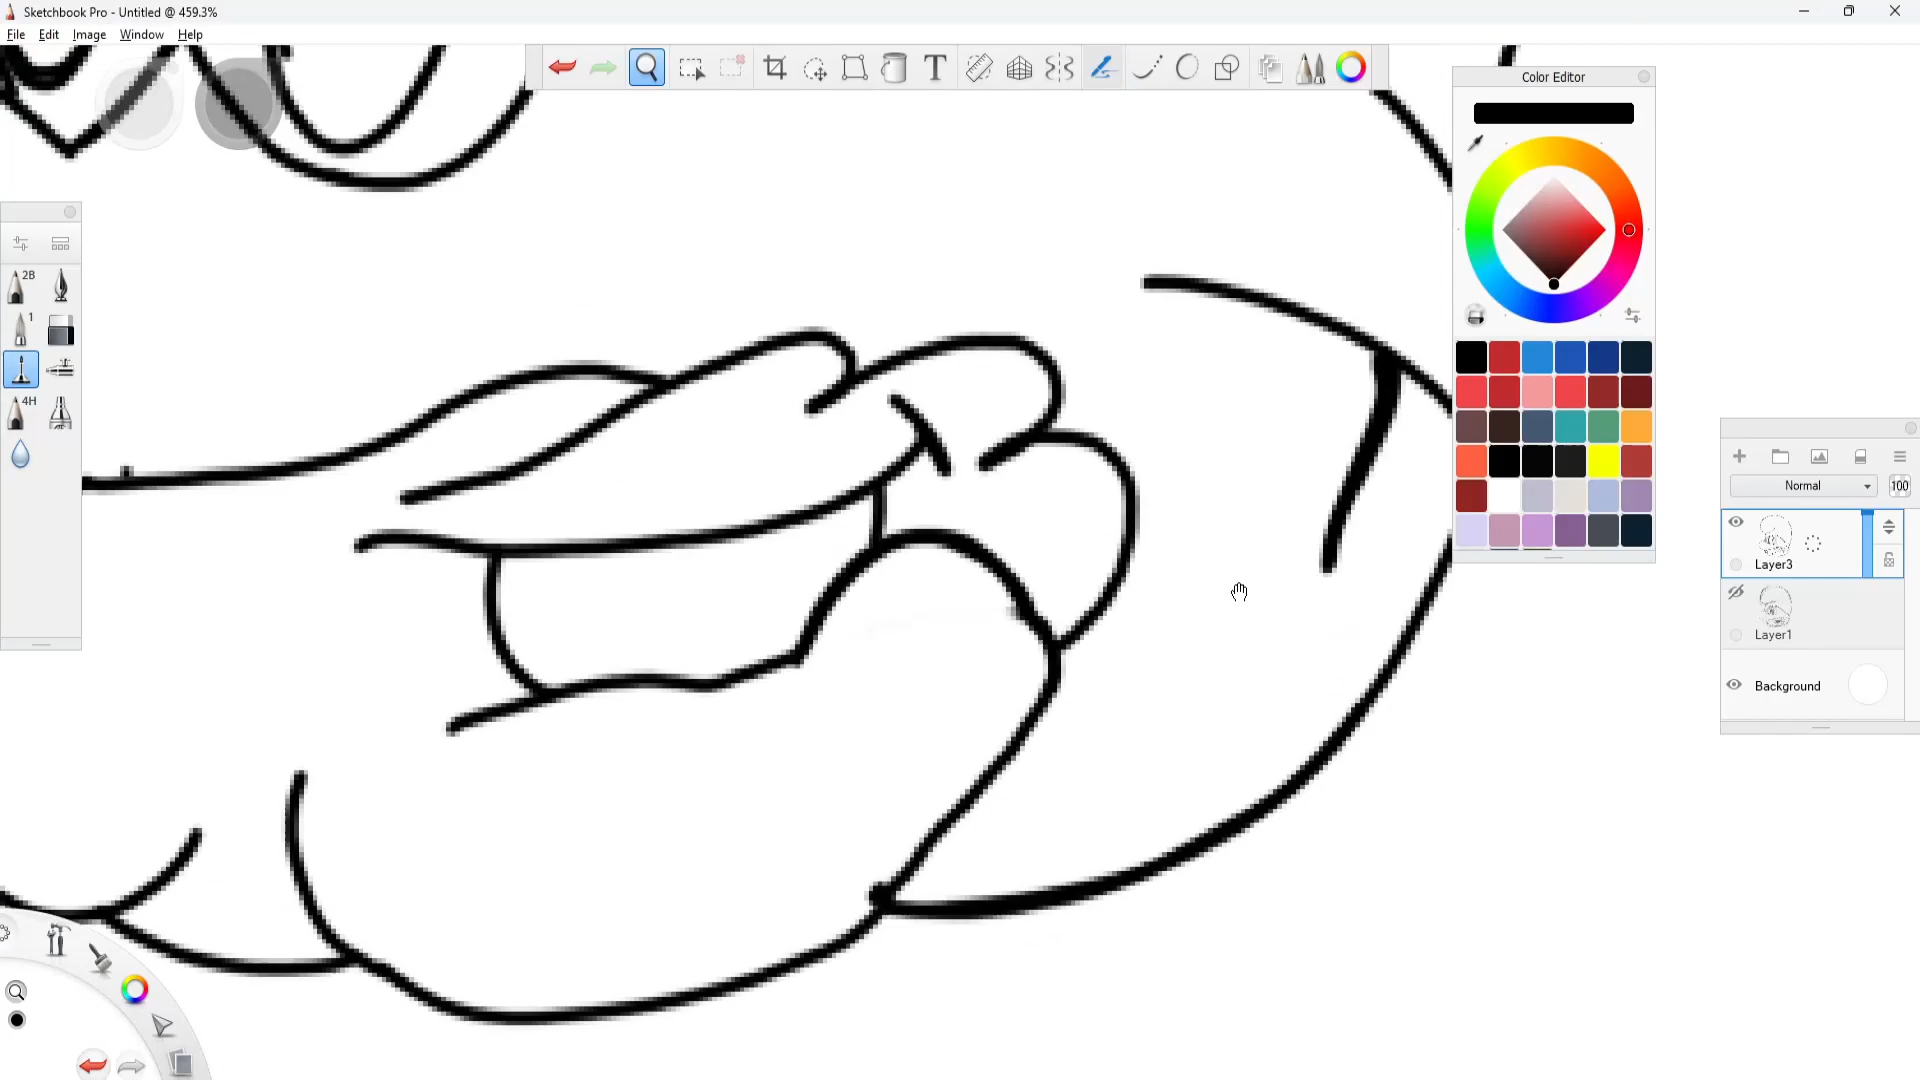 Sketchbook Pro - Untitled @ 459.3%
File Edit Image Window Help
T
Color Editor
2B
1
4H
Normal 100
Layer3
Layer1
Background